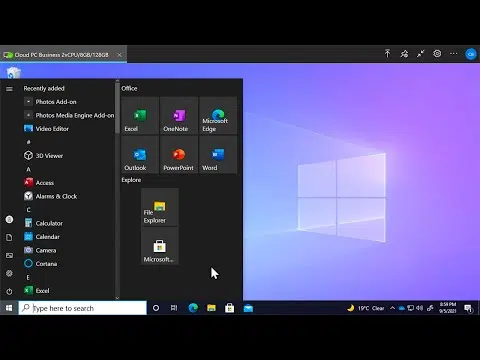 Cloud PC Business 2vCPU/8GB/128GB
CB
Recently added
Photos Add-on
Photos Media Engine Add-on
Video Editor
#
3D Viewer
A
Access
Alarms & Clock
C
Calculator
Calendar
Camera
Cortana
E
Excel
Office
Excel
OneNote
Microsoft Edge
Outlook
PowerPoint
Word
Explore
File Explorer
Microsoft...
Type here to search
19°C Clear
8:59 PM
9/5/2021